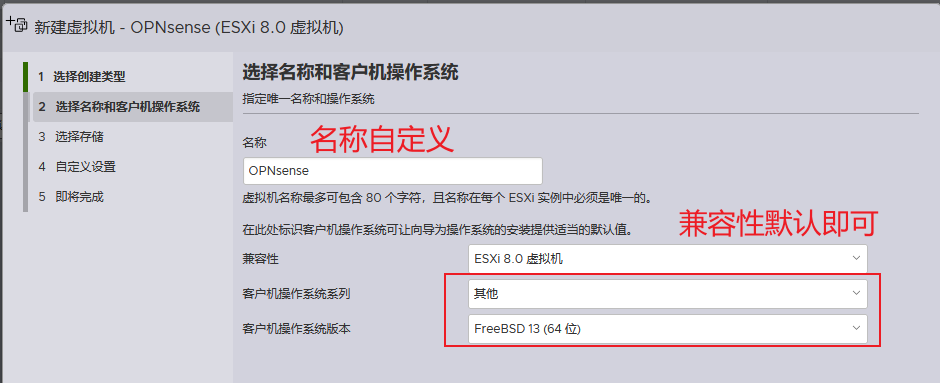 新建虚拟机 - OPNsense (ESXi 8.0 虚拟机)
1 选择创建类型
2 选择名称和客户机操作系统
3 选择存储
4 自定义设置
5 即将完成
选择名称和客户机操作系统
指定唯一名称和操作系统
名称
名称自定义
OPNsense
虚拟机名称最多可包含 80 个字符，且名称在每个 ESXi 实例中必须是唯一的。
兼容性默认即可
在此处标识客户机操作系统可让向导为操作系统的安装提供适当的默认值。
兼容性
ESXi 8.0 虚拟机
客户机操作系统系列
其他
客户机操作系统版本
FreeBSD 13 (64 位)